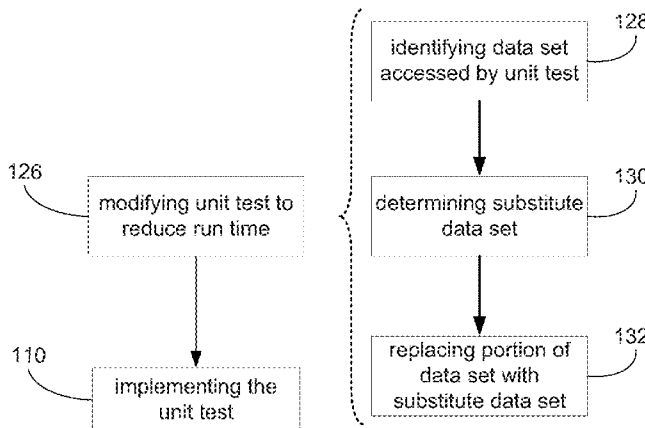 128
identifying data set
accessed by unit test
126
modifying unit test to
reduce run time
130
determining substitute
data set
110
implementing the
unit test
132
replacing portion of
data set with
substitute data set